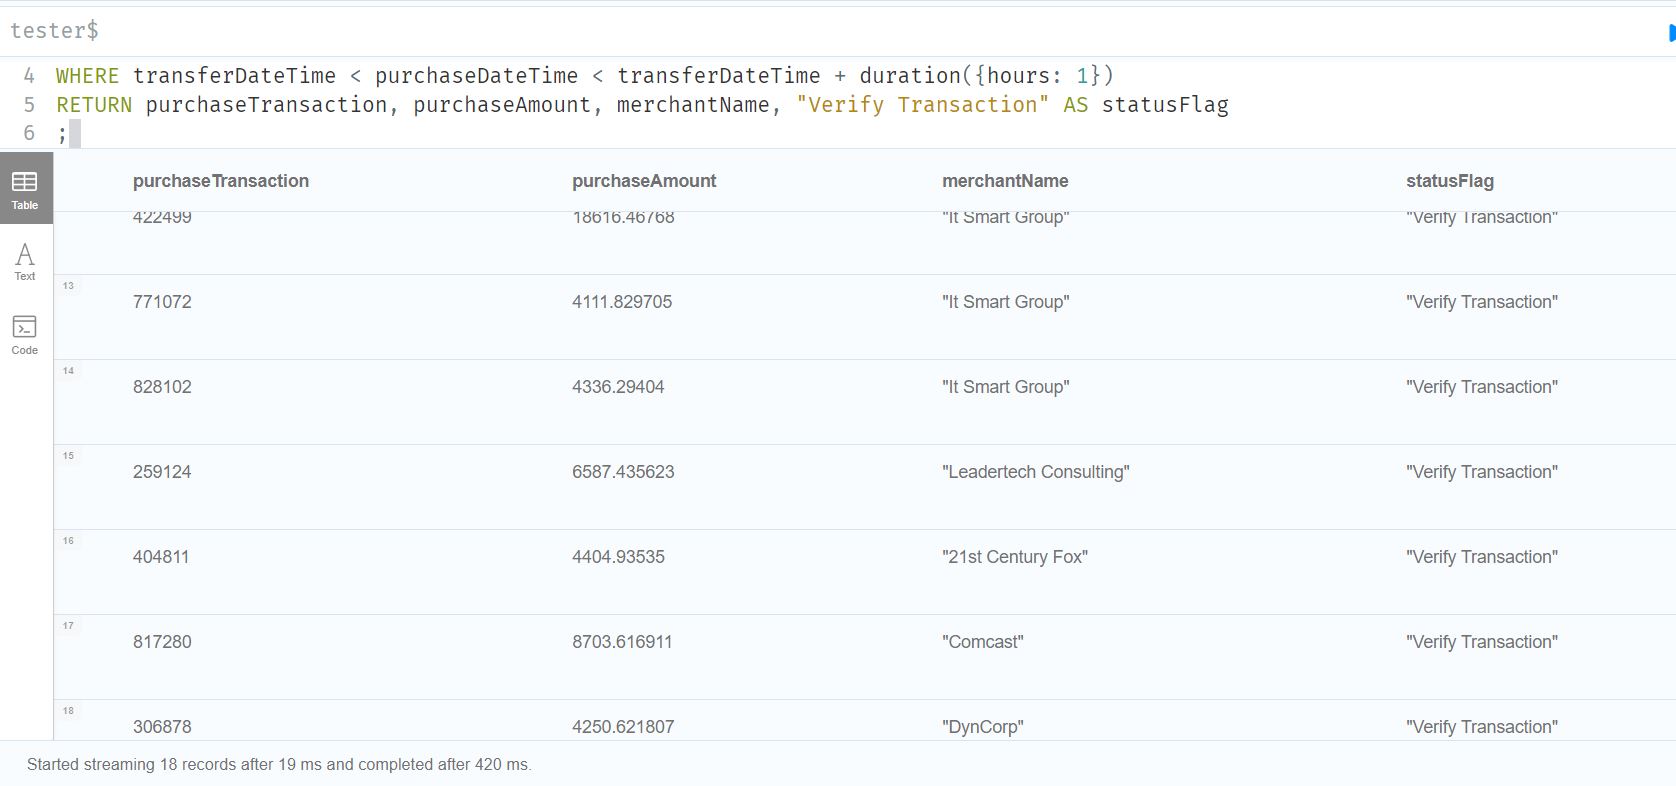 tester$
4 WHERE transferDateTime < purchaseDateTime < transferDateTime + duration({hours: 1})
5 RETURN purchaseTransaction, purchaseAmount, merchantName, "Verify Transaction" AS statusFlag
6 ;
Table
Text
Code
purchaseTransaction purchaseAmount merchantName statusFlag
422499 18616.46768 "It Smart Group" "Verify Transaction"
13
771072 4111.829705 "It Smart Group" "Verify Transaction"
14
828102 4336.29404 "It Smart Group" "Verify Transaction"
15
259124 6587.435623 "Leadertech Consulting" "Verify Transaction"
16
404811 4404.93535 "21st Century Fox" "Verify Transaction"
17
817280 8703.616911 "Comcast" "Verify Transaction"
18
306878 4250.621807 "DynCorp" "Verify Transaction"
Started streaming 18 records after 19 ms and completed after 420 ms.